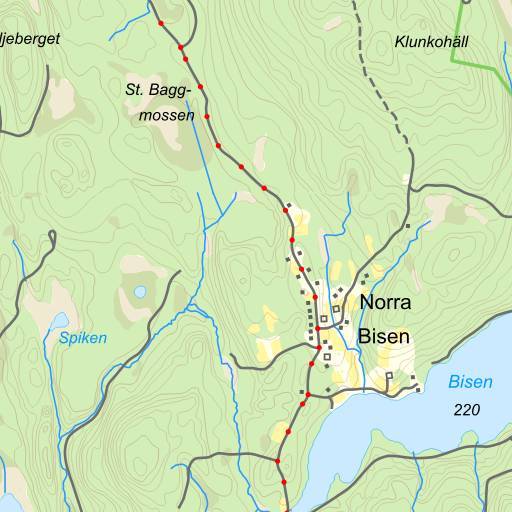 ljeberget
Klunkohäll
St. Bagg-
mossen
Norra
Bisen
Spiken
Bisen
220